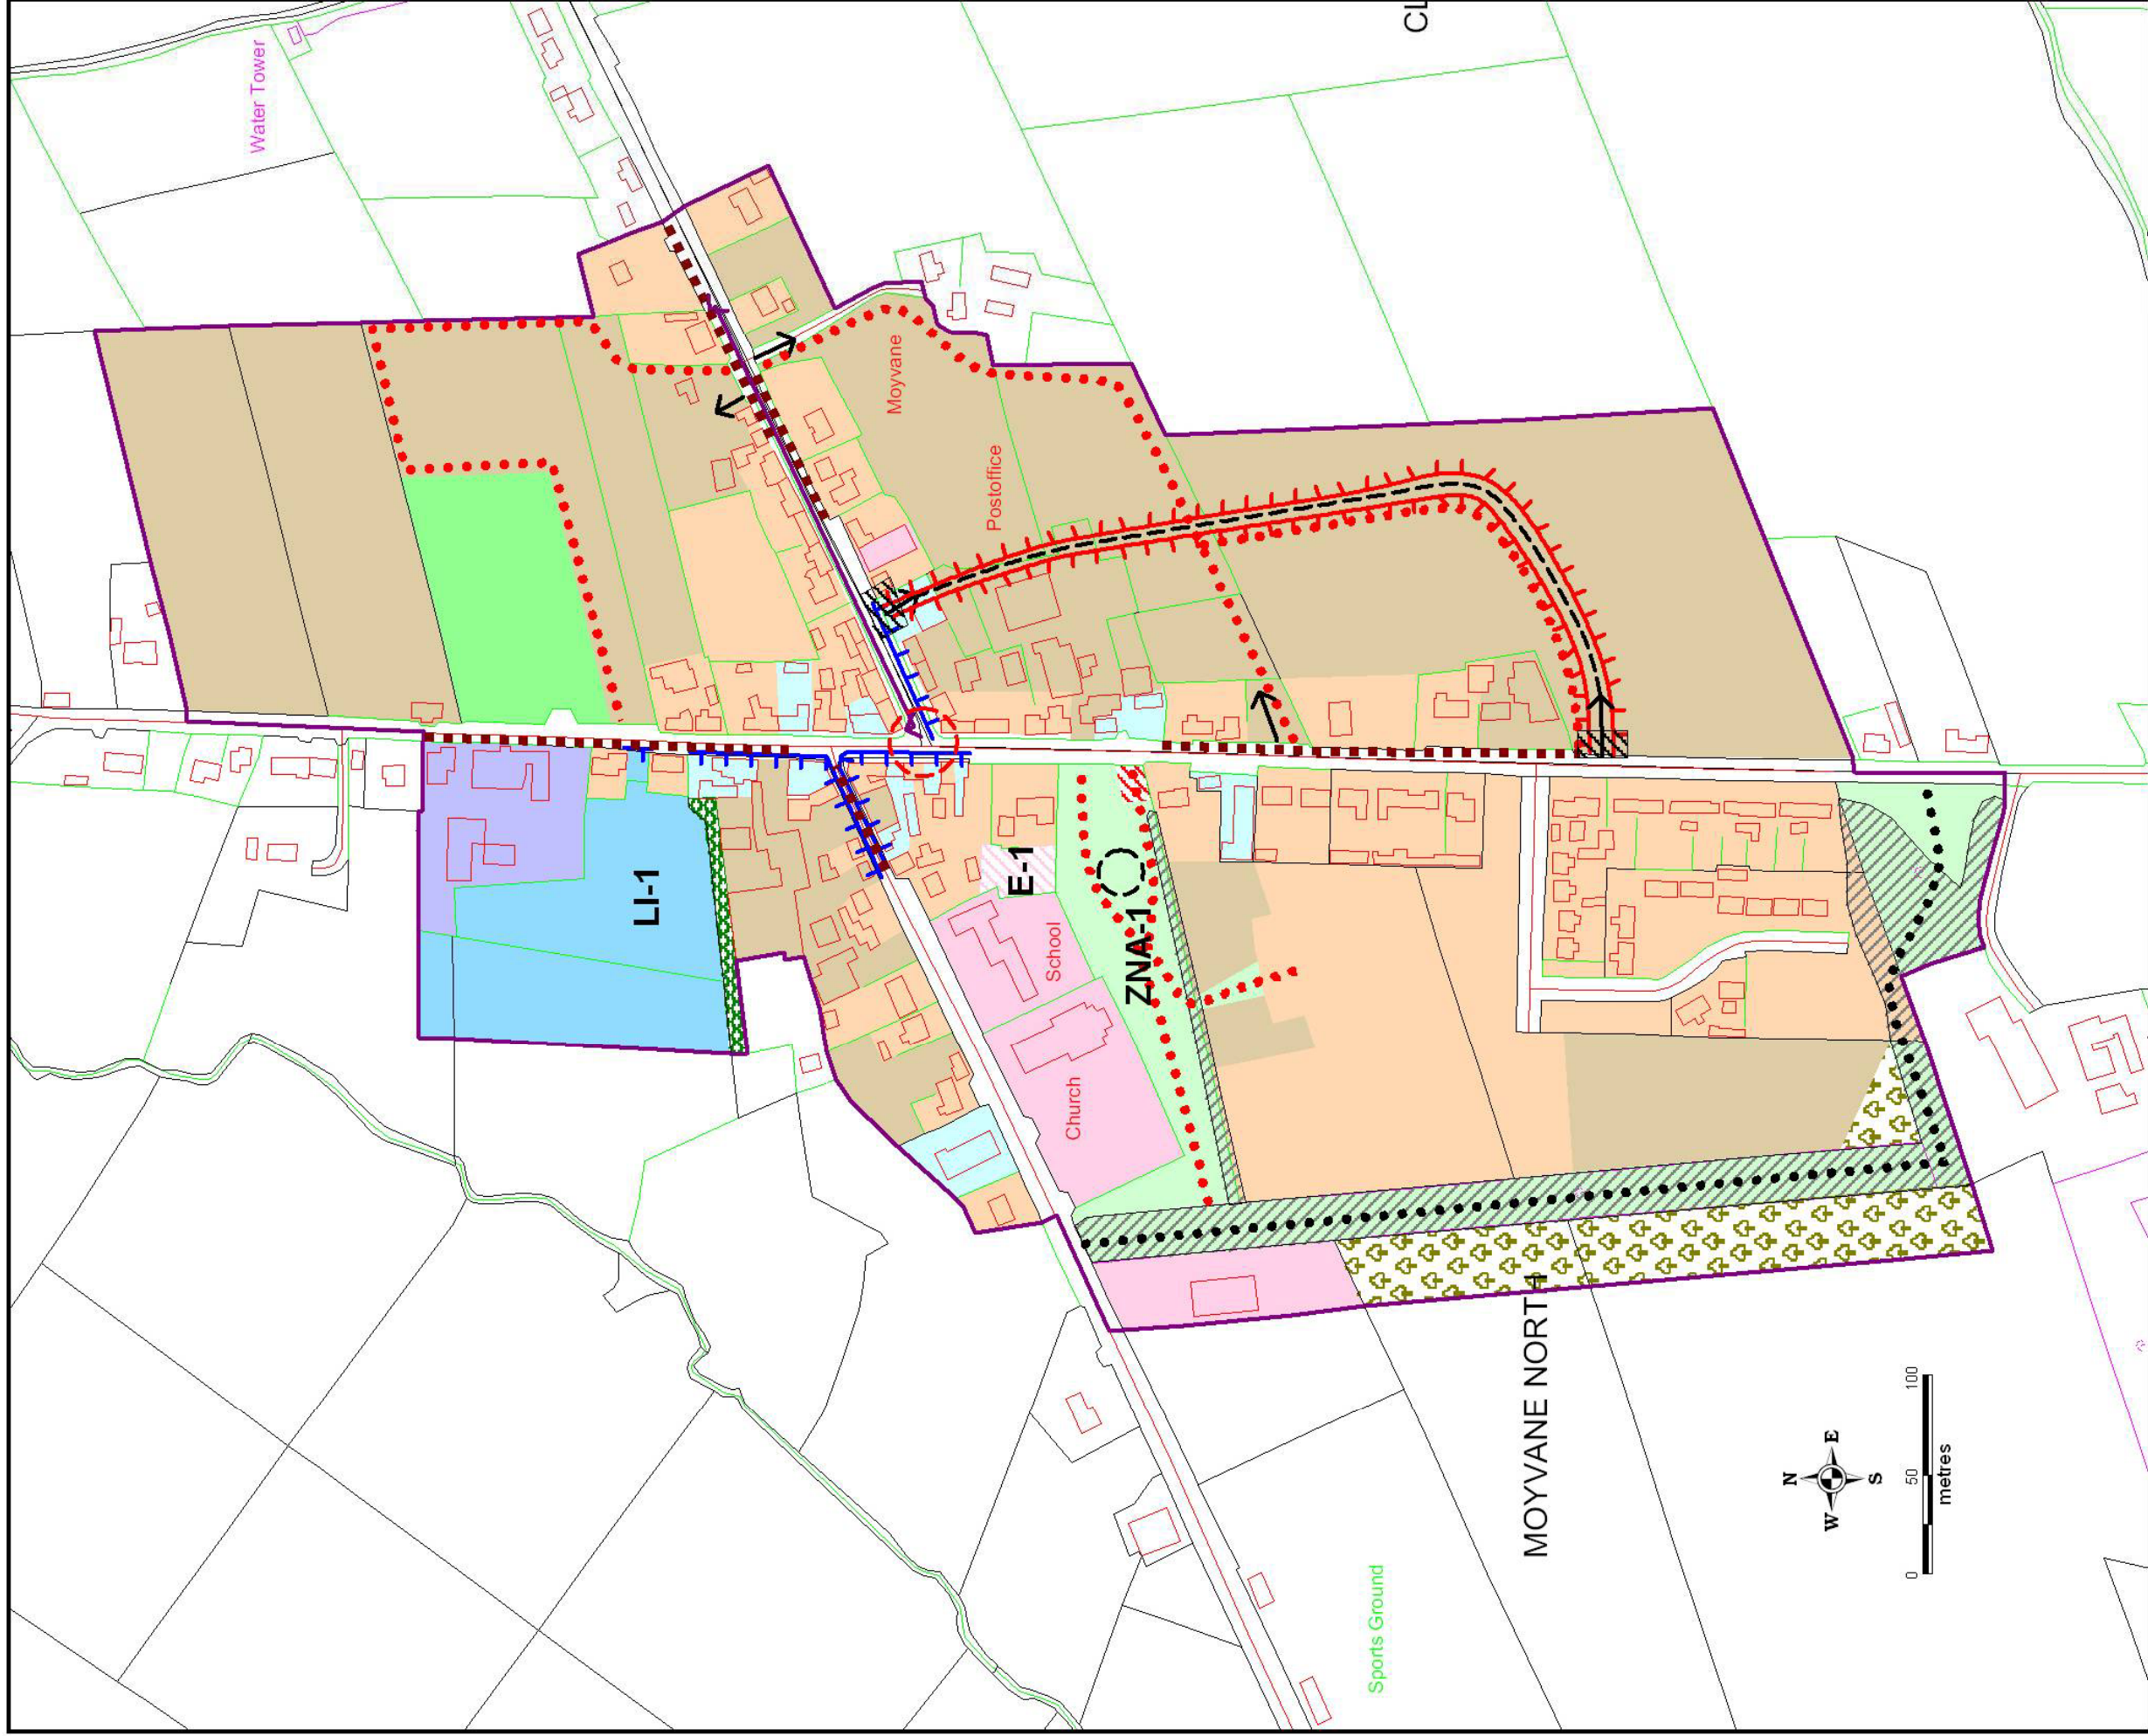 Water Tower
CL
Moyvane
Postoffice
LI-1
E-1
School
ZNA-1
Church
MOYVANE NORTH
Sports Ground
N
W
E
S
0
50
100
metres